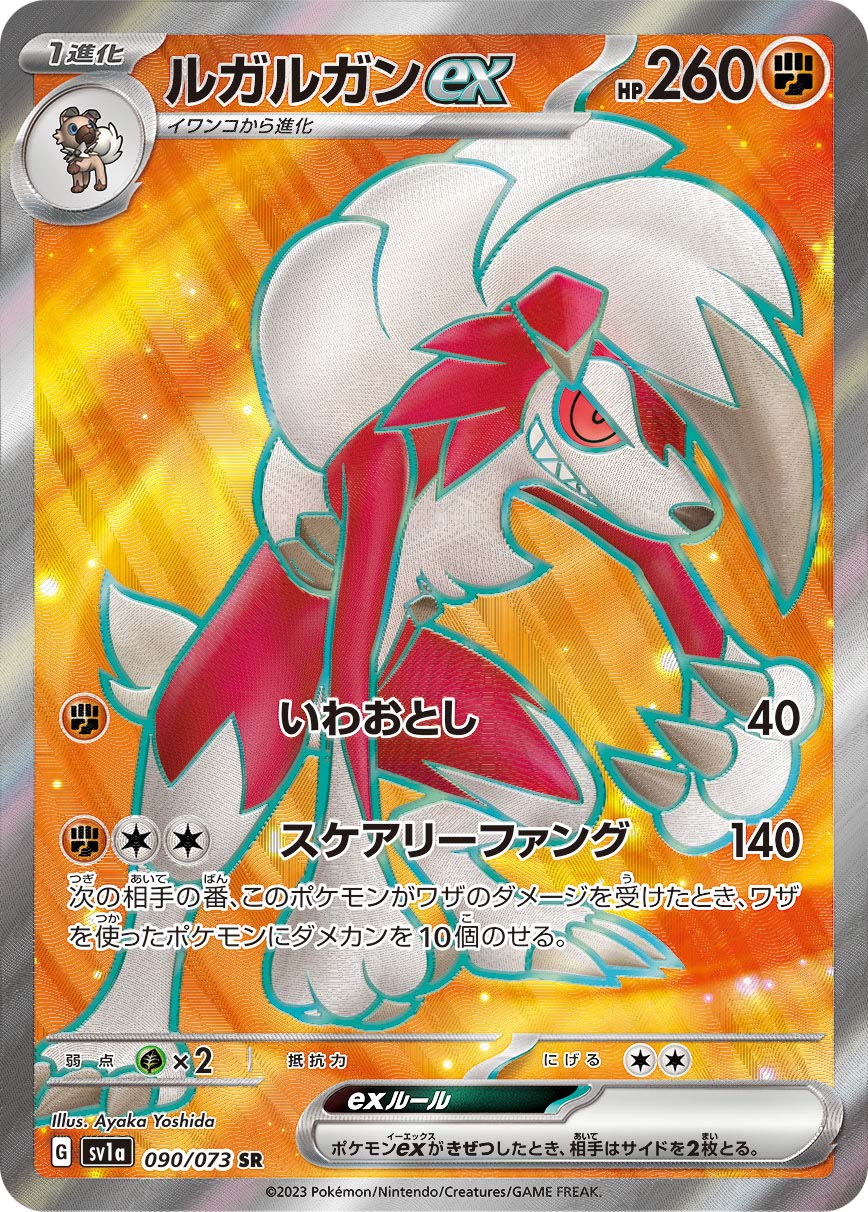 1進化
ルガルガンex
HP260
イワンコから進化
いわおとし 40
スケアリーファング 140
次の相手の番、このポケモンがワザのダメージを受けたとき、ワザ
を使ったポケモンにダメカンを10個のせる。
弱点 ×2 抵抗力 にげる
exルール
ポケモンexがきぜつしたとき、相手はサイドを2枚とる。
Illus. Ayaka Yoshida
G sv1a 090/073 SR
©2023 Pokémon/Nintendo/Creatures/GAME FREAK.